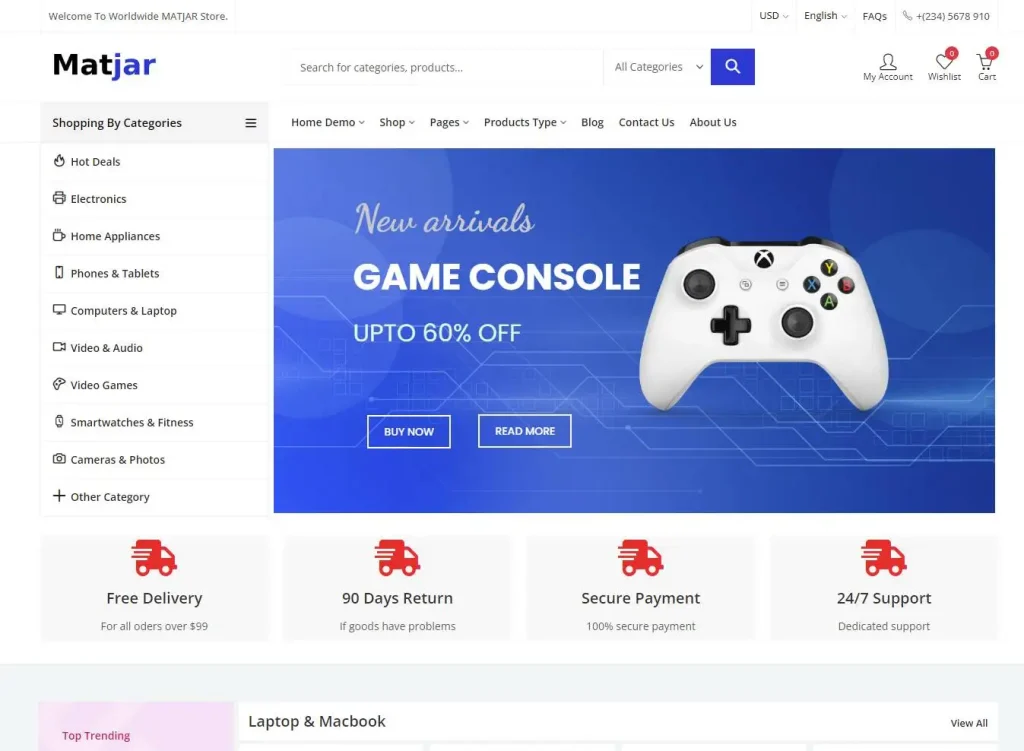 Welcome To Worldwide MATJAR Store.
USD
English
FAQs
+(234) 5678 910
Matjar
Search for categories, products...
All Categories
My Account
0
Wishlist
0
Cart
Shopping By Categories
Home Demo
Shop
Pages
Products Type
Blog
Contact Us
About Us
Hot Deals
Electronics
Home Appliances
Phones & Tablets
Computers & Laptop
Video & Audio
Video Games
Smartwatches & Fitness
Cameras & Photos
Other Category
New arrivals
GAME CONSOLE
UPTO 60% OFF
BUY NOW
READ MORE
Y
X
B
A
Free Delivery
For all oders over $99
90 Days Return
If goods have problems
Secure Payment
100% secure payment
24/7 Support
Dedicated support
Top Trending
Laptop & Macbook
View All